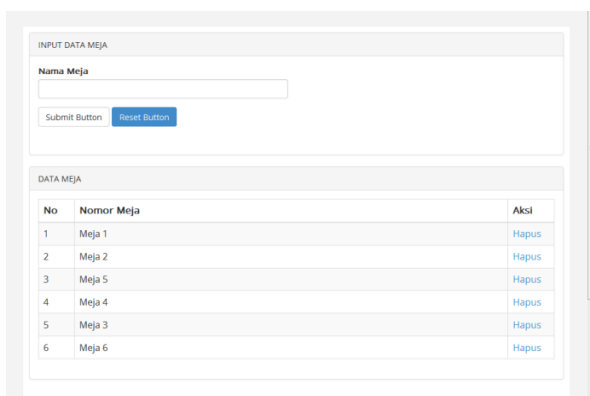 INPUT DATA MEJA
Nama Meja
Submit Button Reset Button
DATA MEJA
No Nomor Meja Aksi
1 Meja 1 Hapus
2 Meja 2 Hapus
3 Meja 5 Hapus
4 Meja 4 Hapus
5 Meja 3 Hapus
6 Meja 6 Hapus